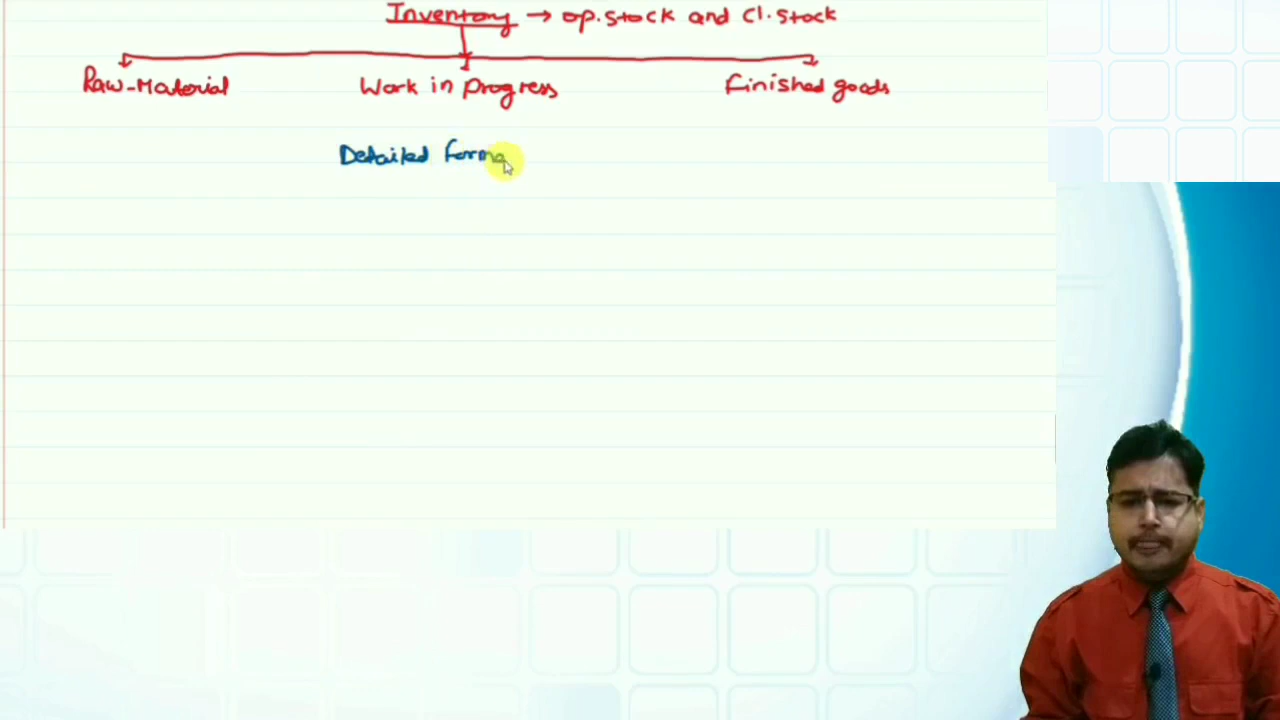 Inventory → op.stock and cl.stock
Raw-Material Work in progress Finished goods
Detailed forma